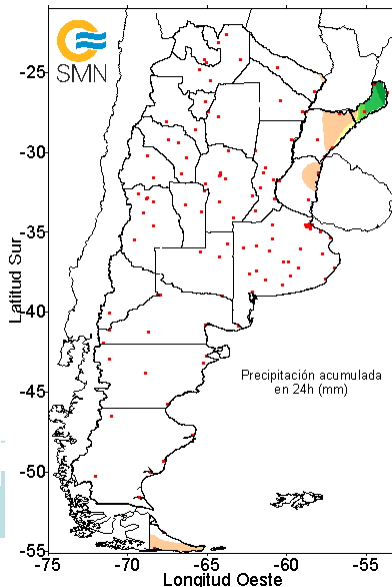 SMN
-25
-30
-35
-40
-45
-50
-55
Latitud Sur
Precipitación acumulada
en 24h (mm)
-75
-70
-65
-60
-55
Longitud Oeste